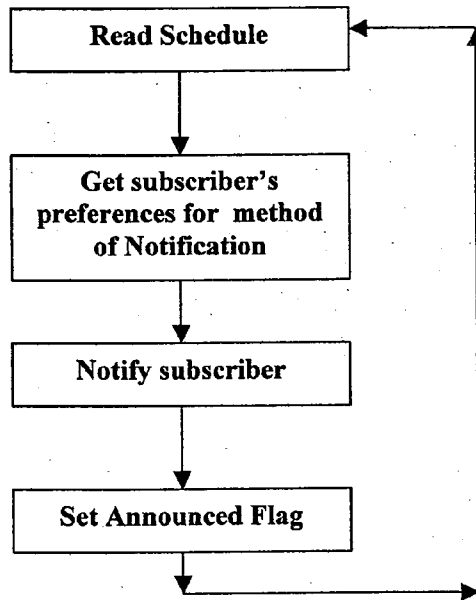 Read Schedule
Get subscriber's
preferences for method
of Notification
Notify subscriber
Set Announced Flag